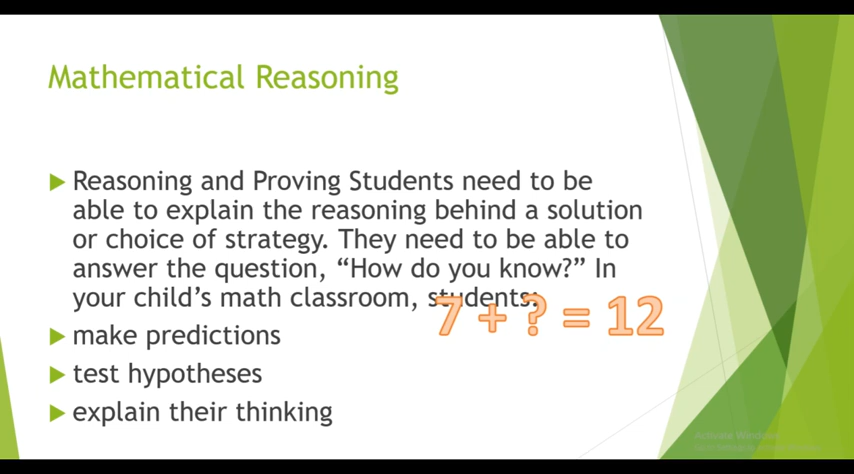 Mathematical Reasoning
Reasoning and Proving Students need to be
able to explain the reasoning behind a solution
or choice of strategy. They need to be able to
answer the question, “How do you know?” In
your child’s math classroom, students:
7 + ? = 12
make predictions
test hypotheses
explain their thinking
Activate Windows